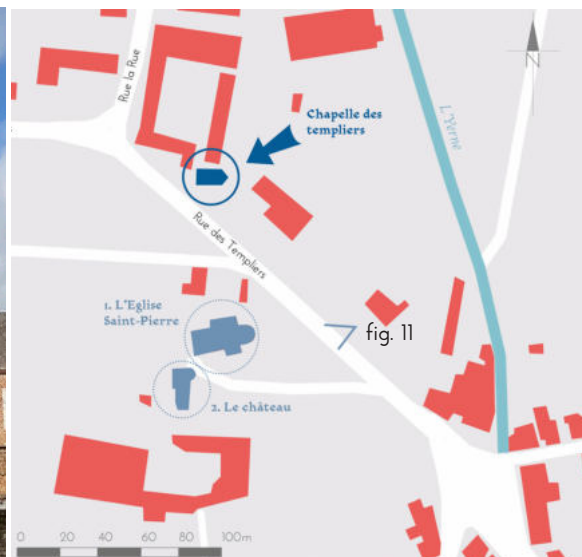 Rue la Rue
N
Chapelle des
templiers
L'Yerne
Rue des Templiers
1. L'Eglise
Saint-Pierre
fig. 11
2. Le château
0 20 40 60 80 100m